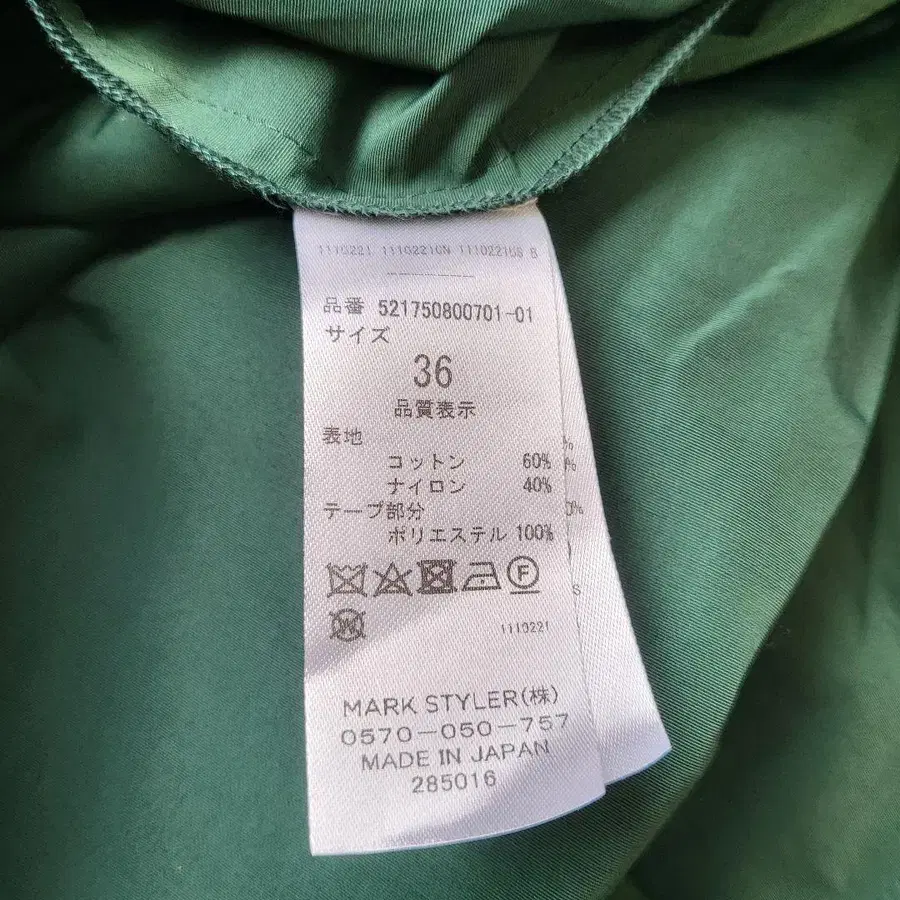 1110221 1110221GN 1110221GS B
品番 521750800701-01
サイズ
36
品質表示
表地
コットン 60%
ナイロン 40%
テープ部分
ポリエステル 100%
F
W
1110221
MARK STYLER(株)
0570-050-757
MADE IN JAPAN
285016